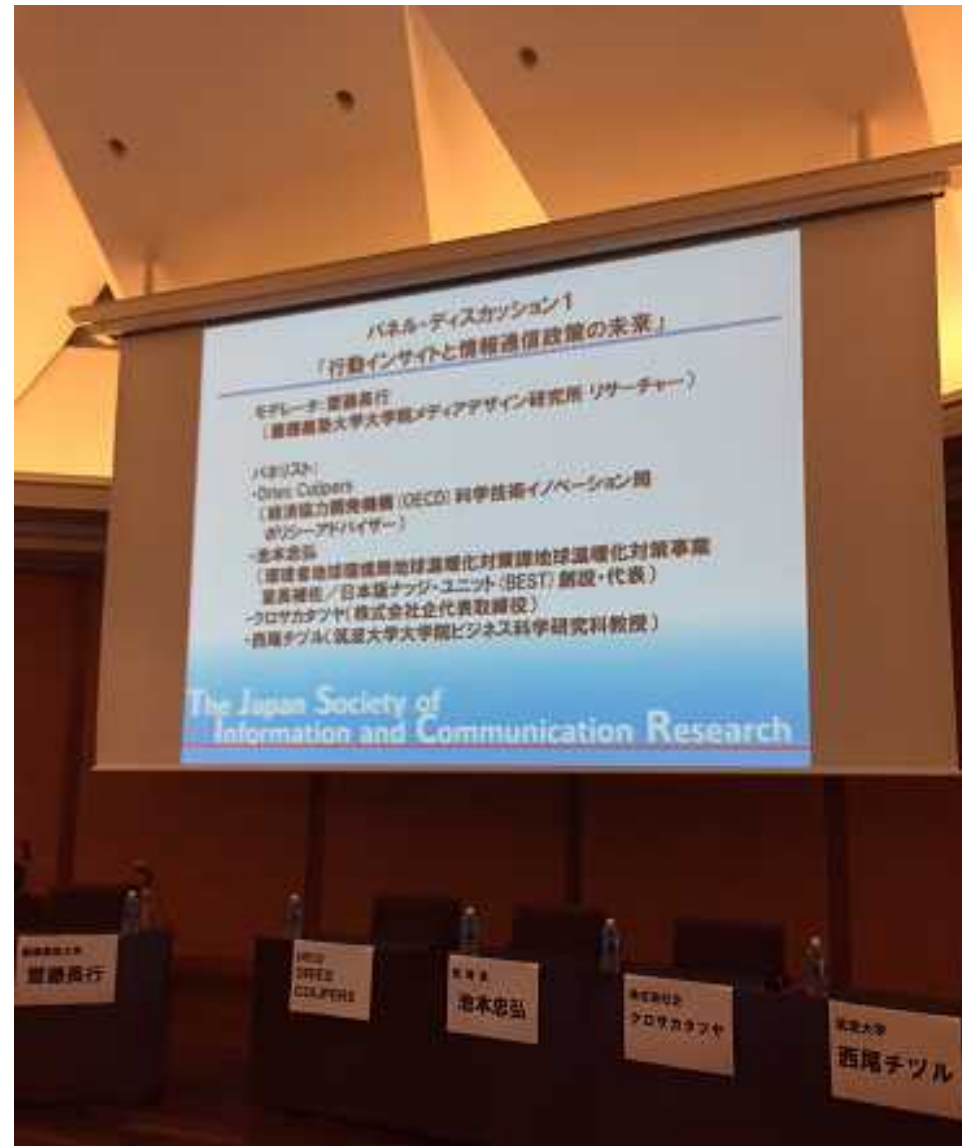 パネル・ディスカッション1
「行動インサイトと情報通信政策の未来」
モデレータ:齋藤長行
(慶應義塾大学大学院メディアデザイン研究所 リサーチャー)
パネリスト:
・Dries Cuijpers
(経済協力開発機構(OECD)科学技術イノベーション局
ポリシーアドバイザー)
・池本忠弘
(環境省地球環境局地球温暖化対策課地球温暖化対策事業
室長補佐/日本版ナッジ・ユニット(BEST)創設・代表)
・クロサカタツヤ(株式会社企代表取締役)
・西尾チヅル(筑波大学大学院ビジネス科学研究科教授)
The Japan Society of
Information and Communication Research
慶應義塾大学
齋藤長行
OECD
DRIES
CUIJPERS
環境省
池本忠弘
株式会社企
クロサカタツヤ
筑波大学
西尾チヅル